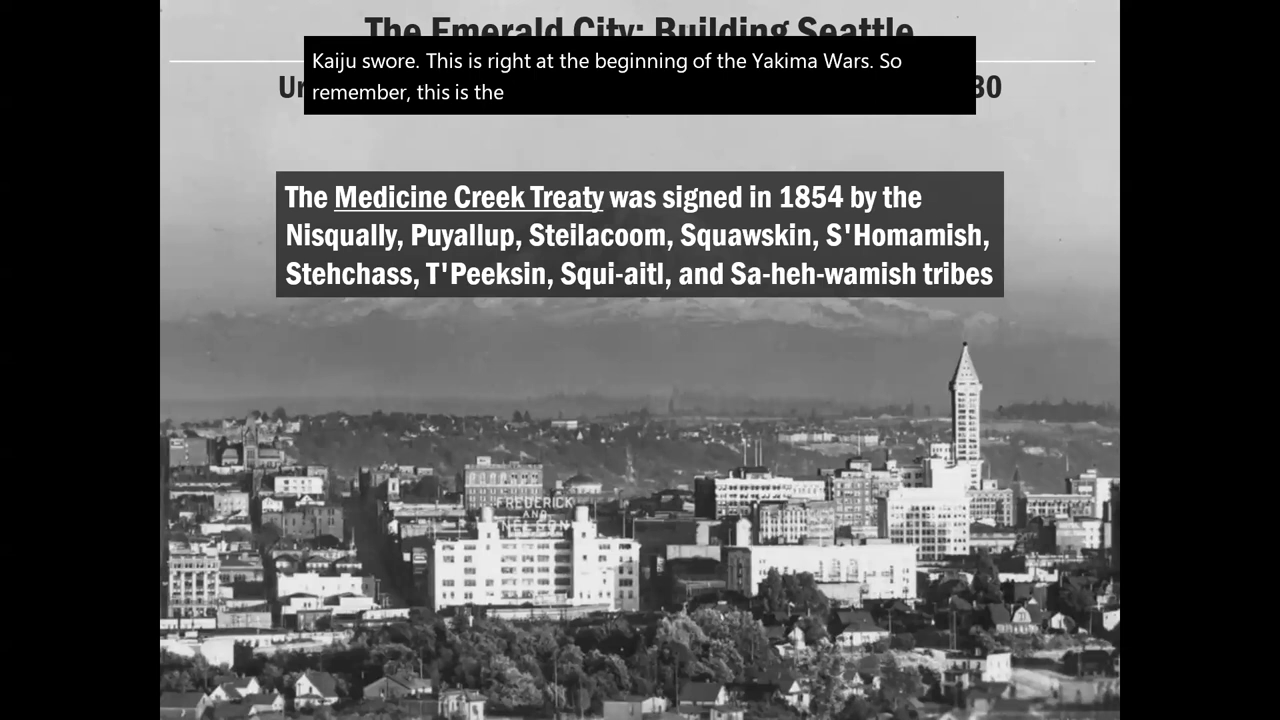 The Emerald City: Building Seattle
Kaiju swore. This is right at the beginning of the Yakima Wars. So
remember, this is the
30
The Medicine Creek Treaty was signed in 1854 by the
Nisqually, Puyallup, Steilacoom, Squawskin, S'Homamish,
Stehchass, T'Peeksin, Squi-aitl, and Sa-heh-wamish tribes
FREDERICK
AND
NELSON